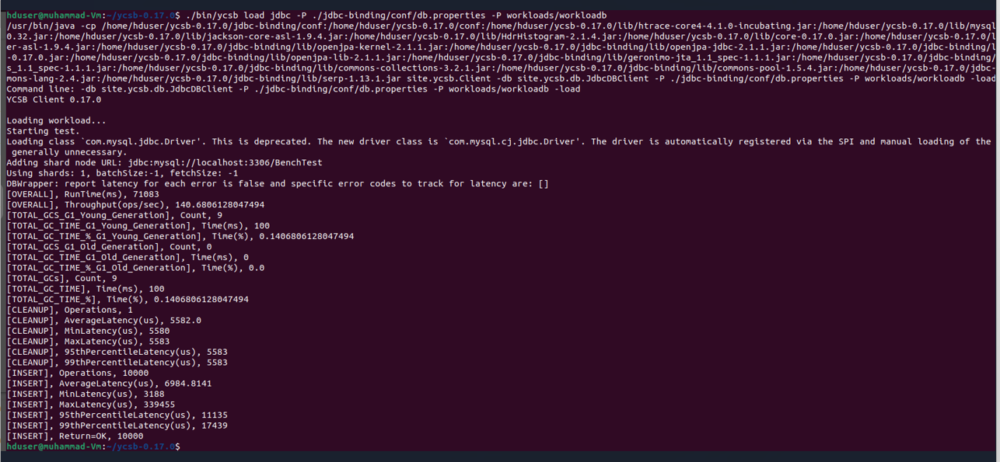 hduser@muhammad-Vm:~/ycsb-0.17.0$ ./bin/ycsb load jdbc -P ./jdbc-binding/conf/db.properties -P workloads/workloadb
/usr/bin/java -cp /home/hduser/ycsb-0.17.0/jdbc-binding/conf:/home/hduser/ycsb-0.17.0/conf:/home/hduser/ycsb-0.17.0/lib/htrace-core4-4.1.0-incubating.jar:/home/hduser/ycsb-0.17.0/lib/mysql
0.32.jar:/home/hduser/ycsb-0.17.0/lib/jackson-core-asl-1.9.4.jar:/home/hduser/ycsb-0.17.0/lib/HdrHistogram-2.1.4.jar:/home/hduser/ycsb-0.17.0/lib/core-0.17.0.jar:/home/hduser/ycsb-0.17.0/l
er-asl-1.9.4.jar:/home/hduser/ycsb-0.17.0/jdbc-binding/lib/openjpa-kernel-2.1.1.jar:/home/hduser/ycsb-0.17.0/jdbc-binding/lib/openjpa-jdbc-2.1.1.jar:/home/hduser/ycsb-0.17.0/jdbc-binding/l
-0.17.0.jar:/home/hduser/ycsb-0.17.0/jdbc-binding/lib/openjpa-lib-2.1.1.jar:/home/hduser/ycsb-0.17.0/jdbc-binding/lib/geronimo-jta_1.1_spec-1.1.1.jar:/home/hduser/ycsb-0.17.0/jdbc-binding/
s_1.1_spec-1.1.1.jar:/home/hduser/ycsb-0.17.0/jdbc-binding/lib/commons-collections-3.2.1.jar:/home/hduser/ycsb-0.17.0/jdbc-binding/lib/commons-pool-1.5.4.jar:/home/hduser/ycsb-0.17.0/jdbc-
mons-lang-2.4.jar:/home/hduser/ycsb-0.17.0/jdbc-binding/lib/serp-1.13.1.jar site.ycsb.Client -db site.ycsb.db.JdbcDBClient -P ./jdbc-binding/conf/db.properties -P workloads/workloadb -load
Command line: -db site.ycsb.db.JdbcDBClient -P ./jdbc-binding/conf/db.properties -P workloads/workloadb -load
YCSB Client 0.17.0
Loading workload...
Starting test.
Loading class `com.mysql.jdbc.Driver'. This is deprecated. The new driver class is `com.mysql.cj.jdbc.Driver'. The driver is automatically registered via the SPI and manual loading of the
generally unnecessary.
Adding shard node URL: jdbc:mysql://localhost:3306/BenchTest
Using shards: 1, batchSize:-1, fetchSize: -1
DBWrapper: report latency for each error is false and specific error codes to track for latency are: []
[OVERALL], RunTime(ms), 71083
[OVERALL], Throughput(ops/sec), 140.6806128047494
[TOTAL_GCS_G1_Young_Generation], Count, 9
[TOTAL_GC_TIME_G1_Young_Generation], Time(ms), 100
[TOTAL_GC_TIME_%_G1_Young_Generation], Time(%), 0.1406806128047494
[TOTAL_GCS_G1_Old_Generation], Count, 0
[TOTAL_GC_TIME_G1_Old_Generation], Time(ms), 0
[TOTAL_GC_TIME_%_G1_Old_Generation], Time(%), 0.0
[TOTAL_GCs], Count, 9
[TOTAL_GC_TIME], Time(ms), 100
[TOTAL_GC_TIME_%], Time(%), 0.1406806128047494
[CLEANUP], Operations, 1
[CLEANUP], AverageLatency(us), 5582.0
[CLEANUP], MinLatency(us), 5580
[CLEANUP], MaxLatency(us), 5583
[CLEANUP], 95thPercentileLatency(us), 5583
[CLEANUP], 99thPercentileLatency(us), 5583
[INSERT], Operations, 10000
[INSERT], AverageLatency(us), 6984.8141
[INSERT], MinLatency(us), 3188
[INSERT], MaxLatency(us), 339455
[INSERT], 95thPercentileLatency(us), 11135
[INSERT], 99thPercentileLatency(us), 17439
[INSERT], Return=OK, 10000
hduser@muhammad-Vm:~/ycsb-0.17.0$